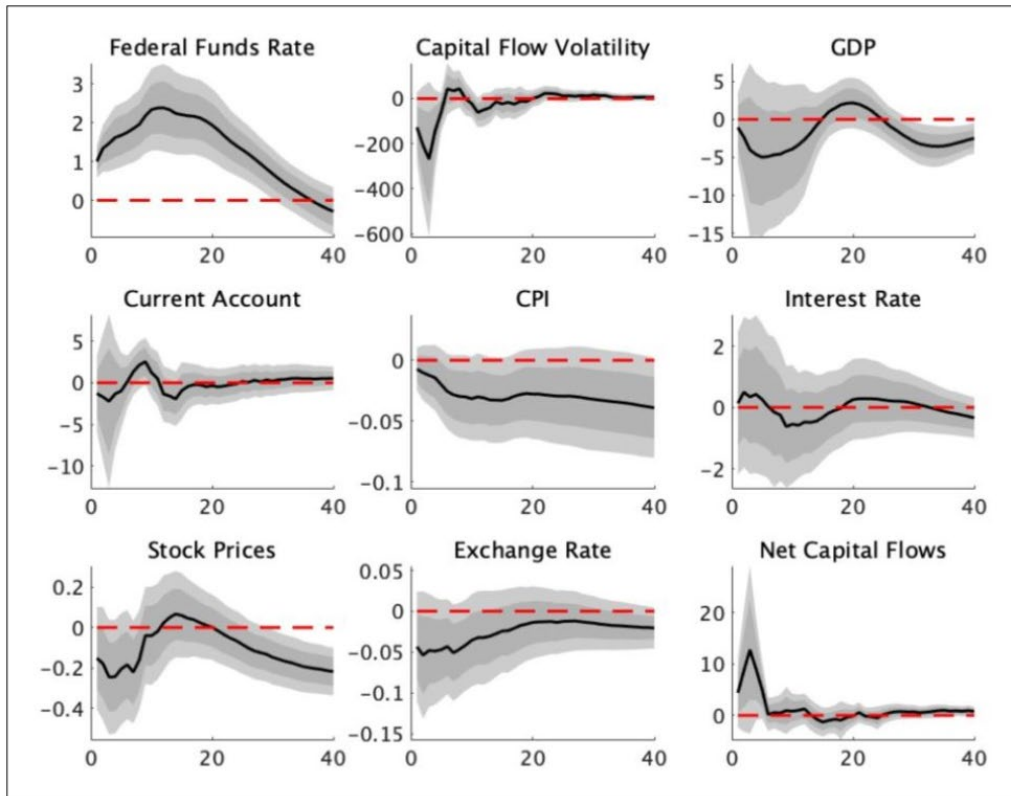 Federal Funds Rate Capital Flow Volatility GDP
3
2
1
0
0 20 40
0
-200
-400
-600
0 20 40
5
0
-5
-10
-15
0 20 40
Current Account CPI Interest Rate
5
0
-5
-10
0 20 40
0
-0.05
-0.1
0 20 40
2
0
-2
0 20 40
Stock Prices Exchange Rate Net Capital Flows
0.2
0
-0.2
-0.4
0 20 40
0.05
0
-0.05
-0.1
-0.15
0 20 40
20
10
0
0 20 40